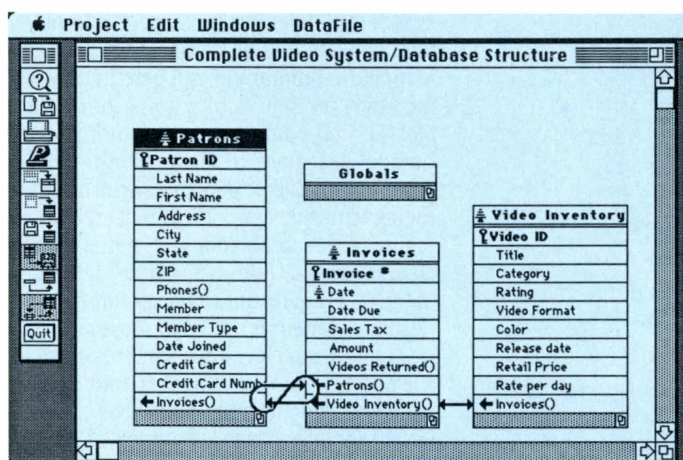 Project Edit Windows DataFile
Complete Video System/Database Structure
Quit
Patrons
Patron ID
Last Name
First Name
Address
City
State
ZIP
Phones()
Member
Member Type
Date Joined
Credit Card
Credit Card Numb
Invoices()
Globals
Invoices
Invoice #
Date
Date Due
Sales Tax
Amount
Videos Returned()
Patrons()
Video Inventory()
Video Inventory
Video ID
Title
Category
Rating
Video Format
Color
Release date
Retail Price
Rate per day
Invoices()